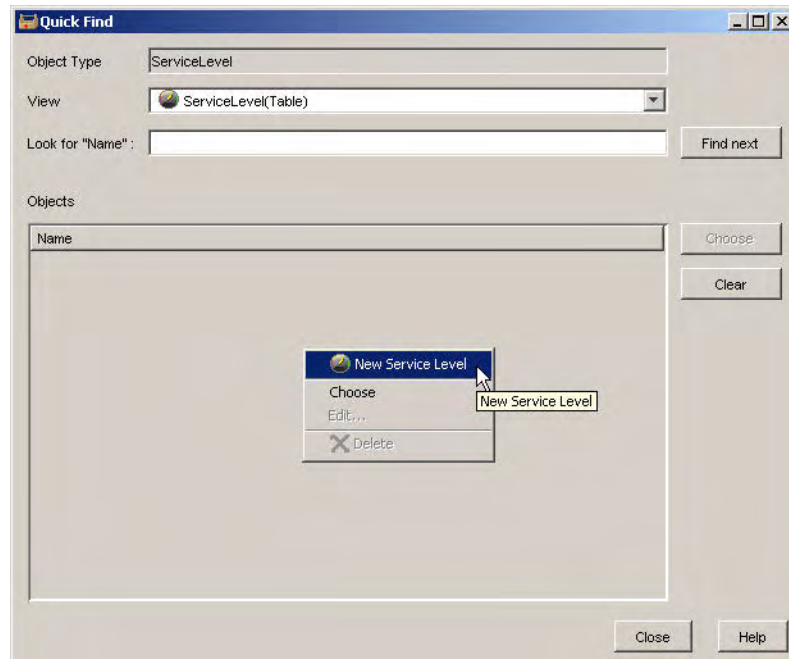 Quick Find
Object Type ServiceLevel
View ServiceLevel(Table)
Look for "Name" : Find next
Objects
Name Choose
Clear
New Service Level
Choose
New Service Level
Edit...
Delete
Close Help